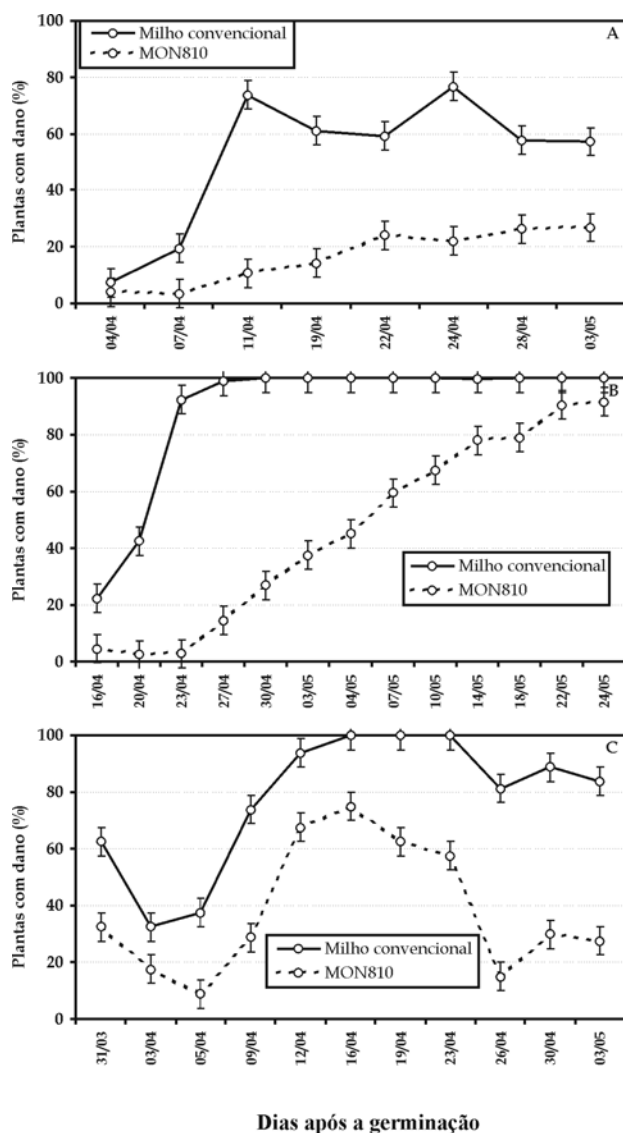 A
Milho convencional
MON810
Plantas com dano (%)
100
80
60
40
20
0
04/04 07/04 11/04 19/04 22/04 24/04 28/04 03/05
B
Plantas com dano (%)
100
80
60
40
20
0
Milho convencional
MON810
16/04 20/04 23/04 27/04 30/04 03/05 04/05 07/05 10/05 14/05 18/05 22/05 24/05
C
Plantas com dano (%)
100
80
60
40
20
0
Milho convencional
MON810
31/03 03/04 05/04 09/04 12/04 16/04 19/04 23/04 26/04 30/04 03/05
Dias após a germinação